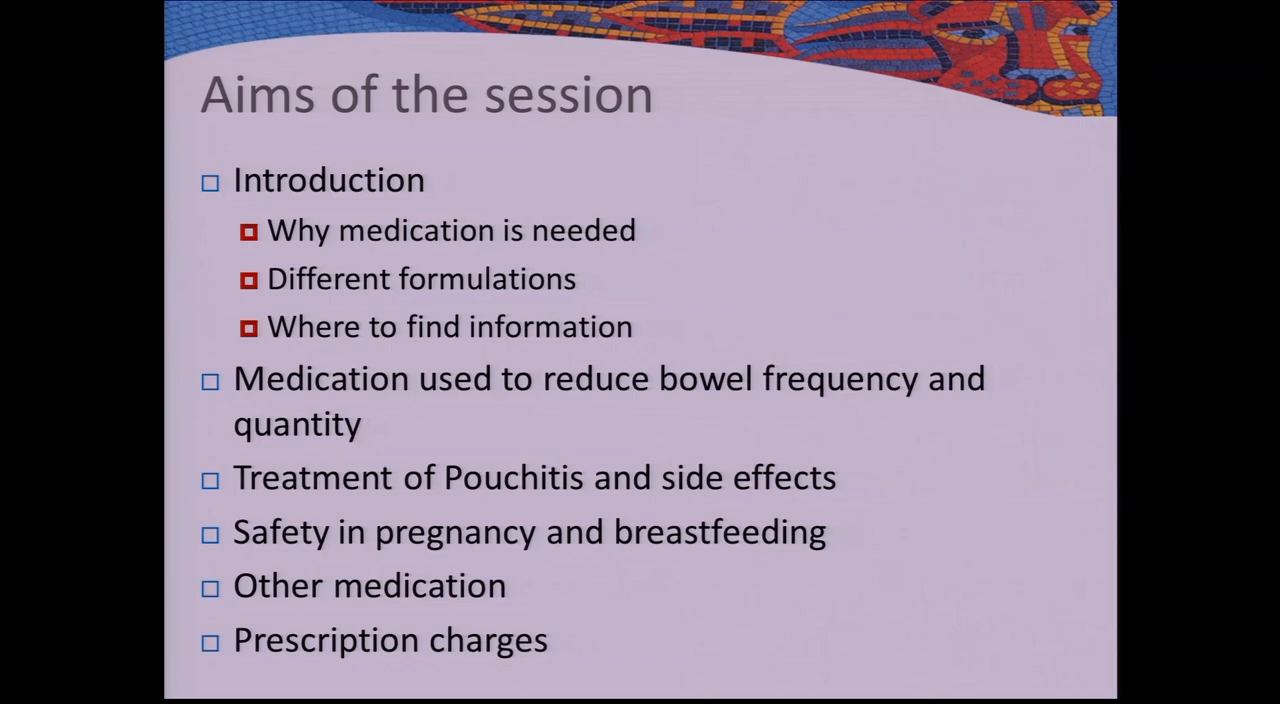 Aims of the session
Introduction
Why medication is needed
Different formulations
Where to find information
Medication used to reduce bowel frequency and
quantity
Treatment of Pouchitis and side effects
Safety in pregnancy and breastfeeding
Other medication
Prescription charges